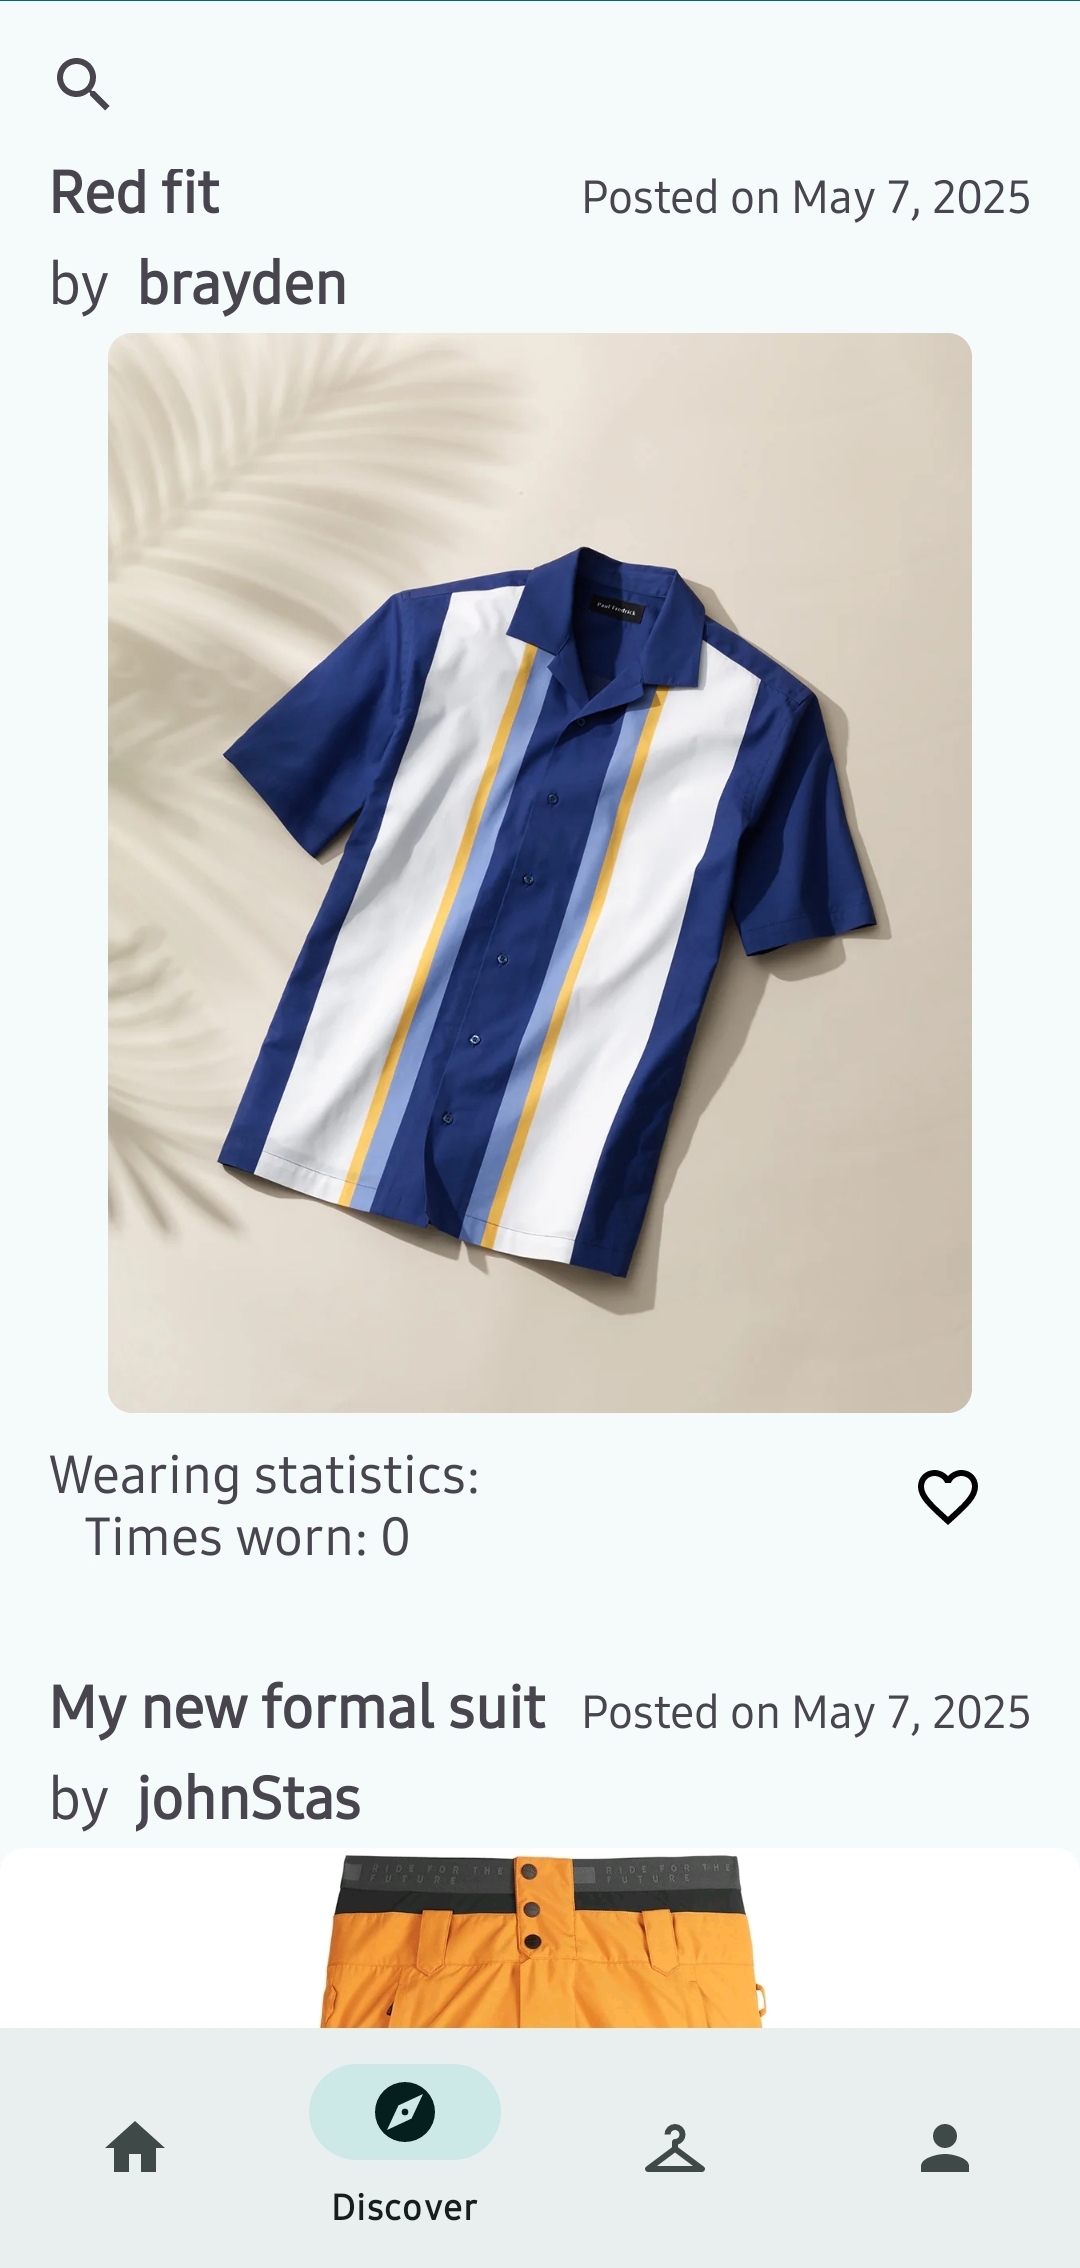 Red fit
Posted on May 7, 2025
by brayden
Paul Fredrick
Wearing statistics:
Times worn: 0
My new formal suit
Posted on May 7, 2025
by johnStas
RIDE FOR THE
FUTURE
RIDE FOR THE
FUTURE
Discover